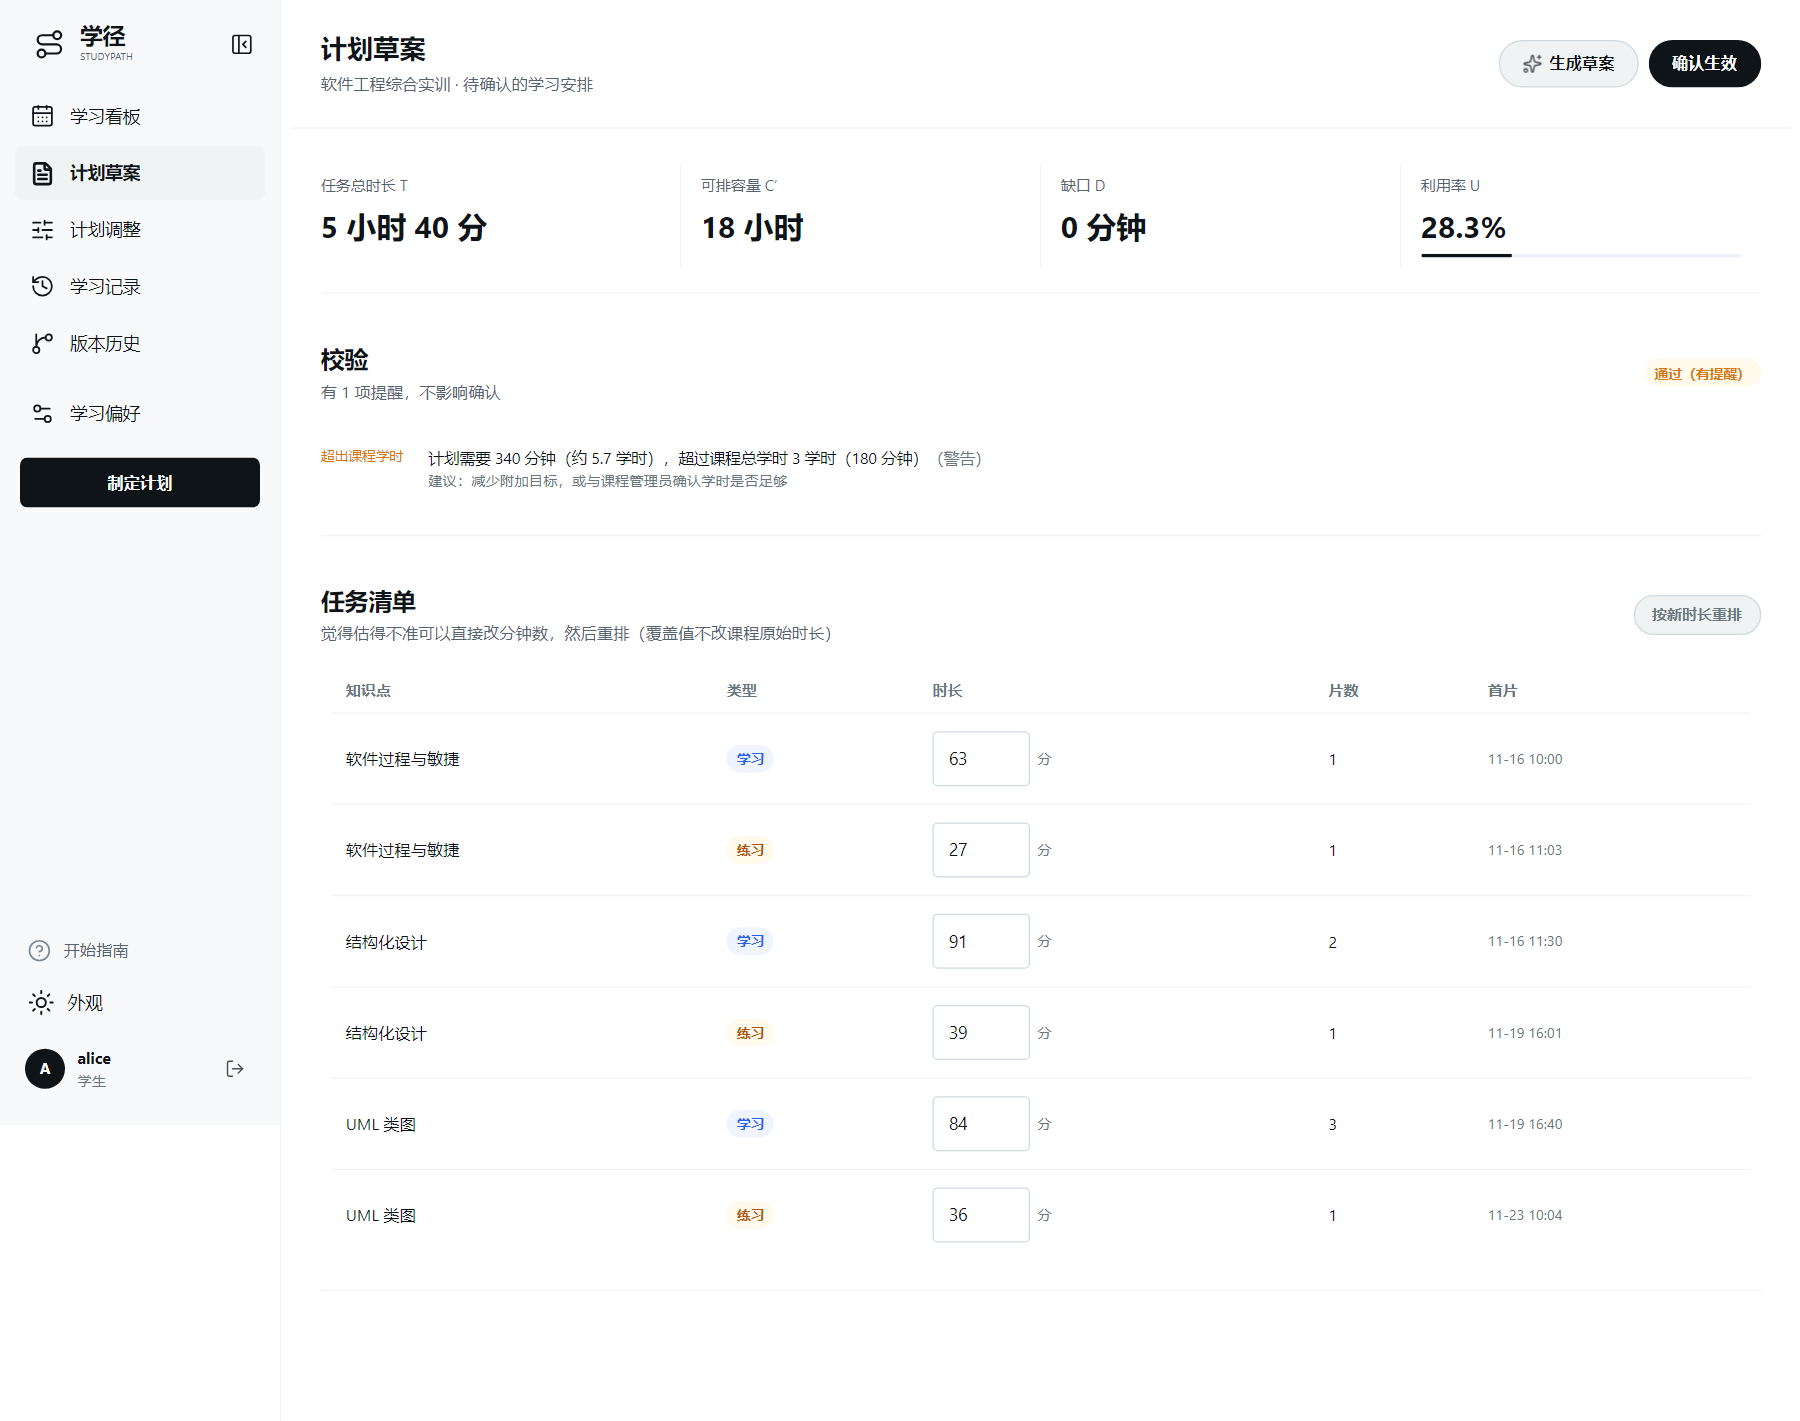 学径
STUDYPATH
学习看板
计划草案
计划调整
学习记录
版本历史
学习偏好
制定计划
开始指南
外观
A
alice
学生
计划草案
软件工程综合实训 · 待确认的学习安排
生成草案
确认生效
任务总时长 T
5 小时 40 分
可排容量 C'
18 小时
缺口 D
0 分钟
利用率 U
28.3%
校验
有 1 项提醒，不影响确认
通过（有提醒）
超出课程学时
计划需要 340 分钟（约 5.7 学时），超过课程总学时 3 学时（180 分钟）（警告）
建议：减少附加目标，或与课程管理员确认学时是否足够
任务清单
觉得估得不准可以直接改分钟数，然后重排（覆盖值不改课程原始时长）
按新时长重排
知识点 类型 时长 片数 首片
软件过程与敏捷 学习 63 分 1 11-16 10:00
软件过程与敏捷 练习 27 分 1 11-16 11:03
结构化设计 学习 91 分 2 11-16 11:30
结构化设计 练习 39 分 1 11-19 16:01
UML 类图 学习 84 分 3 11-19 16:40
UML 类图 练习 36 分 1 11-23 10:04